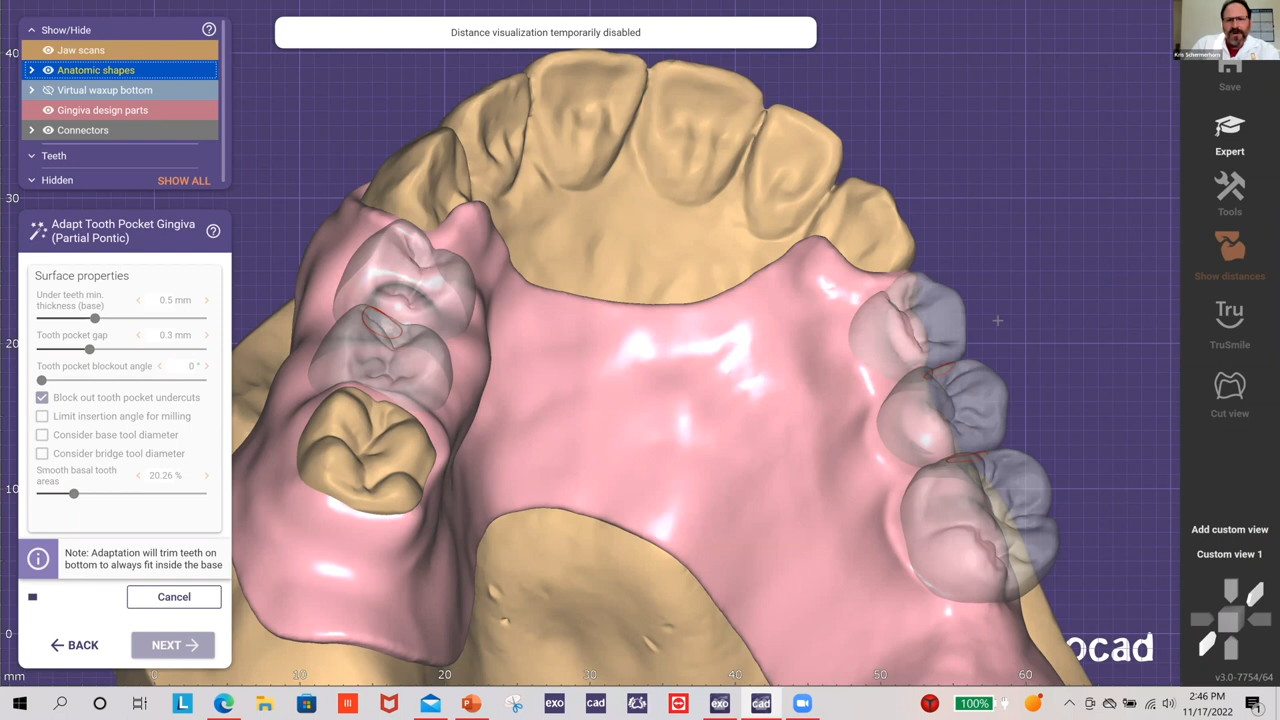 Show/Hide
Jaw scans
Anatomic shapes
Virtual waxup bottom
Gingiva design parts
Connectors
Teeth
Hidden SHOW ALL
Distance visualization temporarily disabled
Kris Schermerhorn
Save
Expert
Tools
Show distances
Tru
TruSmile
Cut view
Adapt Tooth Pocket Gingiva
(Partial Pontic)
Surface properties
Under teeth min.
thickness (base) 0.5 mm
Tooth pocket gap 0.3 mm
Tooth pocket blockout angle 0 °
Block out tooth pocket undercuts
Limit insertion angle for milling
Consider base tool diameter
Consider bridge tool diameter
Smooth basal tooth
areas 20.26 %
Note: Adaptation will trim teeth on
bottom to always fit inside the base
Cancel
BACK NEXT
40
30
20
10
0
mm 0 10 20 30 40 50 60
ocad
Add custom view
Custom view 1
v3.0-7754/64
L exo cad exo cad 100%
2:46 PM
11/17/2022